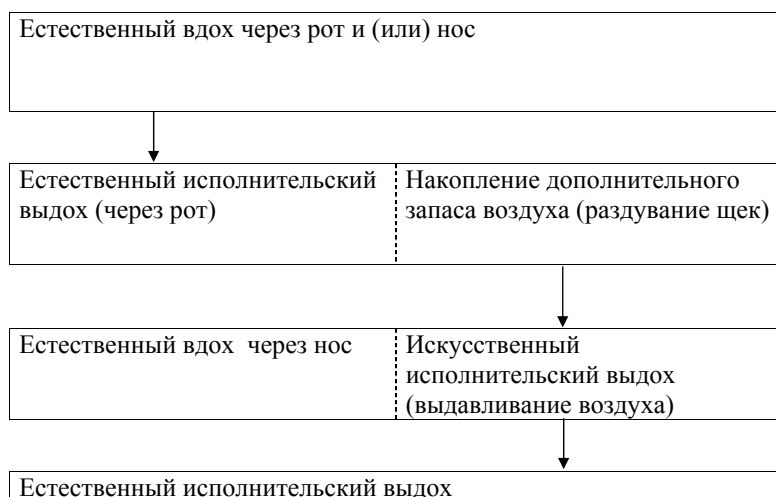 Естественный вдох через рот и (или) нос
Естественный исполнительский
выдох (через рот)
Накопление дополнительного
запаса воздуха (раздувание щек)
Естественный вдох  через нос
Искусственный
исполнительский выдох
(выдавливание воздуха)
Естественный исполнительский выдох